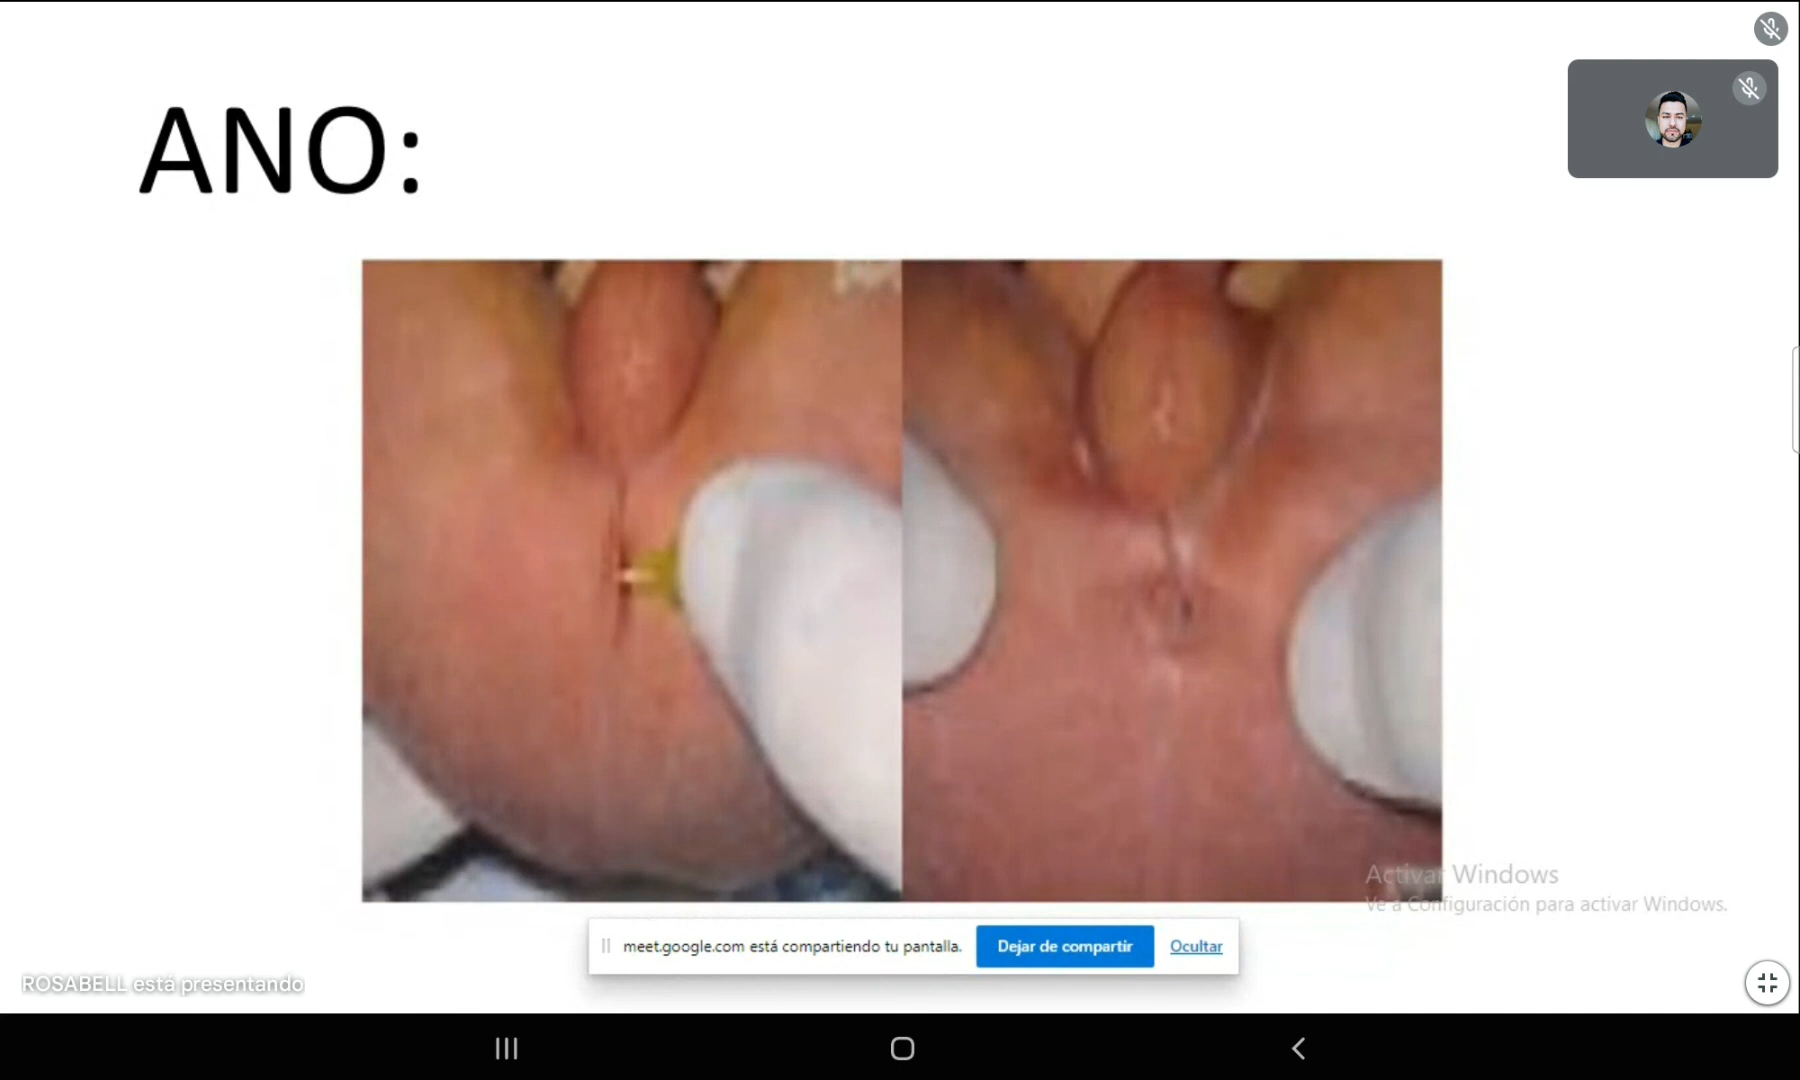 ANO:
Activar Windows
Ve a Configuración para activar Windows.
meet.google.com está compartiendo tu pantalla.
Dejar de compartir
Ocultar
ROSABELL está presentando